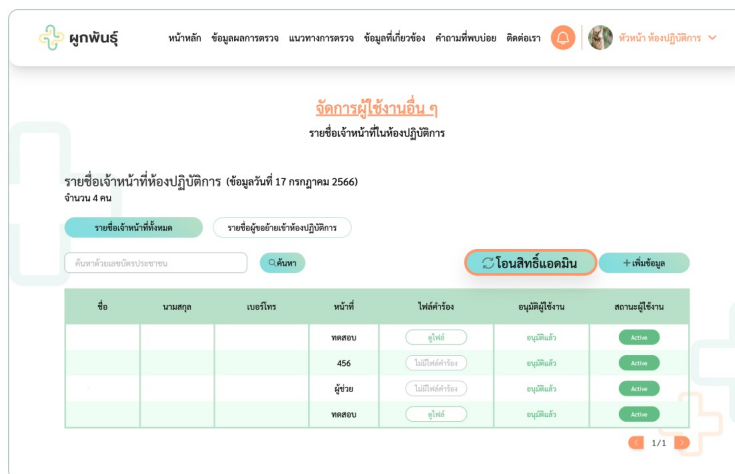 ผูกพันธุ์ หน้าหลัก ข้อมูลผลการตรวจ แนวทางการตรวจ ข้อมูลที่เกี่ยวข้อง คำถามที่พบบ่อย ติดต่อเรา หัวหน้า ห้องปฏิบัติการ
จัดการผู้ใช้งานอื่น ๆ
รายชื่อเจ้าหน้าที่ในห้องปฏิบัติการ
รายชื่อเจ้าหน้าที่ห้องปฏิบัติการ (ข้อมูลวันที่ 17 กรกฎาคม 2566)
จำนวน 4 คน
รายชื่อเจ้าหน้าที่ทั้งหมด รายชื่อผู้ขอย้ายเข้าห้องปฏิบัติการ
ค้นหาด้วยเลขบัตรประชาชน ค้นหา โอนสิทธิ์แอดมิน +เพิ่มข้อมูล
ชื่อ นามสกุล เบอร์โทร หน้าที่ ไฟล์คำร้อง อนุมัติผู้ใช้งาน สถานะผู้ใช้งาน
ทดสอบ ดูไฟล์ อนุมัติแล้ว Active
456 ไม่มีไฟล์คำร้อง อนุมัติแล้ว Active
ผู้ช่วย ไม่มีไฟล์คำร้อง อนุมัติแล้ว Active
ทดสอบ ดูไฟล์ อนุมัติแล้ว Active
1/1